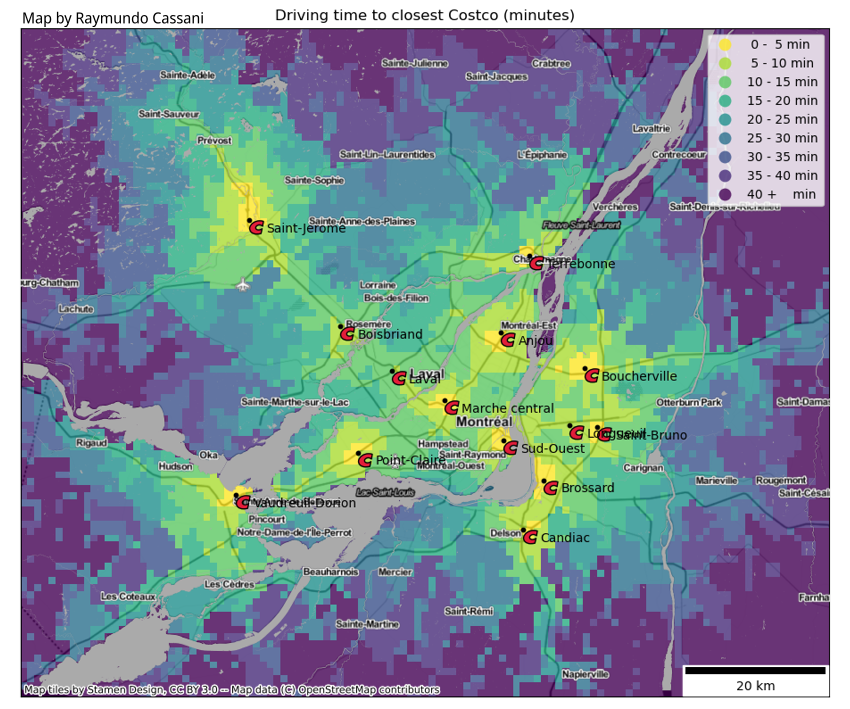 Driving time to closest Costco (minutes)
Map by Raymundo Cassani
0 - 5 min
5 - 10 min
10 - 15 min
15 - 20 min
20 - 25 min
25 - 30 min
30 - 35 min
35 - 40 min
40 + min
Sainte-Julienne
Crabtree
Sainte-Adèle
Saint-Jacques
Saint-Sauveur
Lavaltrie
Prévost
Saint-Lin--Laurentides
L'Épiphanie
Contrecoeur
Sainte-Sophie
Verchères
Saint-Denis-sur-Richelieu
Sainte-Anne-des-Plaines
Saint-Jerome
Fleuve Saint-Laurent
Terrebonne
Lorraine
Bois-des-Filion
Lachute
Rosemère
Boisbriand
Montréal-Est
Anjou
Laval
Laval
Boucherville
Sainte-Marthe-sur-le-Lac
Marche central
Otterburn Park
Saint-Damas
Montréal
Longueuil
Saint-Bruno
Rigaud
Hampstead
Sud-Ouest
Oka
Saint-Raymond
Point-Claire
Montréal-Ouest
Hudson
Carignan
Marieville
Rougemont
Brossard
Lac-Saint-Louis
Saint-Césaire
Vaudreuil-Dorion
Pincourt
Notre-Dame-de-l'Île-Perrot
Delson
Candiac
Beauharnois
Mercier
Les Cèdres
Les Coteaux
Saint-Rémi
Sainte-Martine
Napierville
20 km
Map tiles by Stamen Design, CC BY 3.0 -- Map data (C) OpenStreetMap contributors